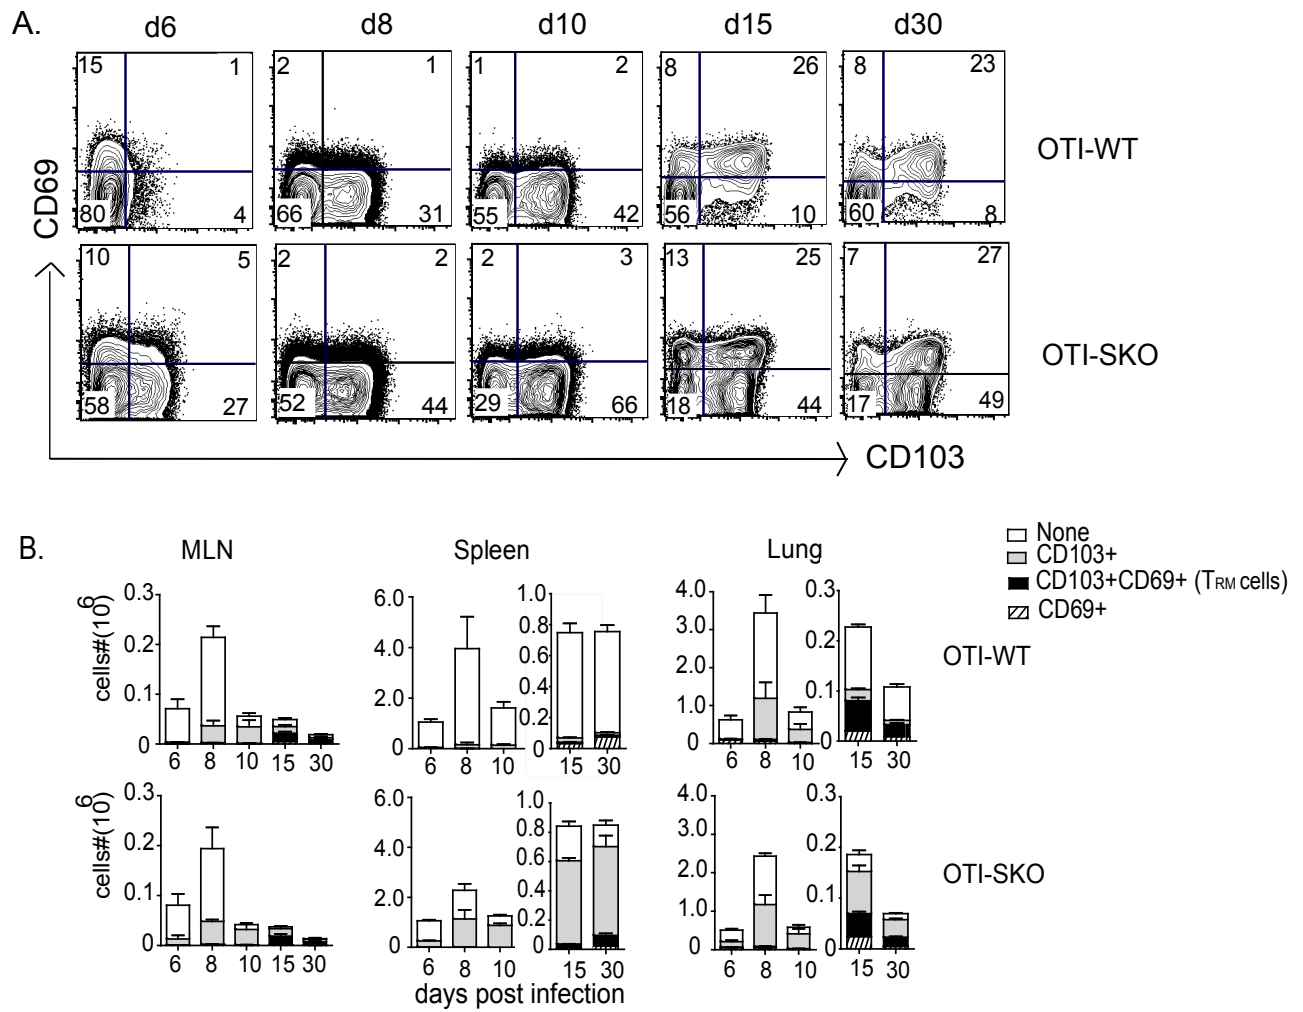 A.
d6 d8 d10 d15 d30
15 1 2 1 1 2 8 26 8 23
OTI-WT
CD69
80 4 66 31 55 42 56 10 60 8
10 5 2 2 2 3 13 25 7 27
OTI-SKO
58 27 52 44 29 66 18 44 17 49
CD103
B.
MLN Spleen Lung
None
CD103+
CD103+CD69+ (TRM cells)
CD69+
cells#(10^6)
0.3 0.2 0.1 0
6 8 10 15 30
6.0 4.0 2.0 0
6 8 10
1.0 0.8 0.6 0.4 0.2 0
15 30
4.0 3.0 4.0 1.0 0
6 8 10
0.3 0.2 0.1 0
15 30
OTI-WT
cells#(10^6)
0.3 0.2 0.1 0
6 8 10 15 30
6.0 4.0 2.0 0
6 8 10
1.0 0.8 0.6 0.4 0.2 0
15 30
4.0 3.0 2.0 1.0 0
6 8 10
0.3 0.2 0.1 0
15 30
OTI-SKO
days post infection